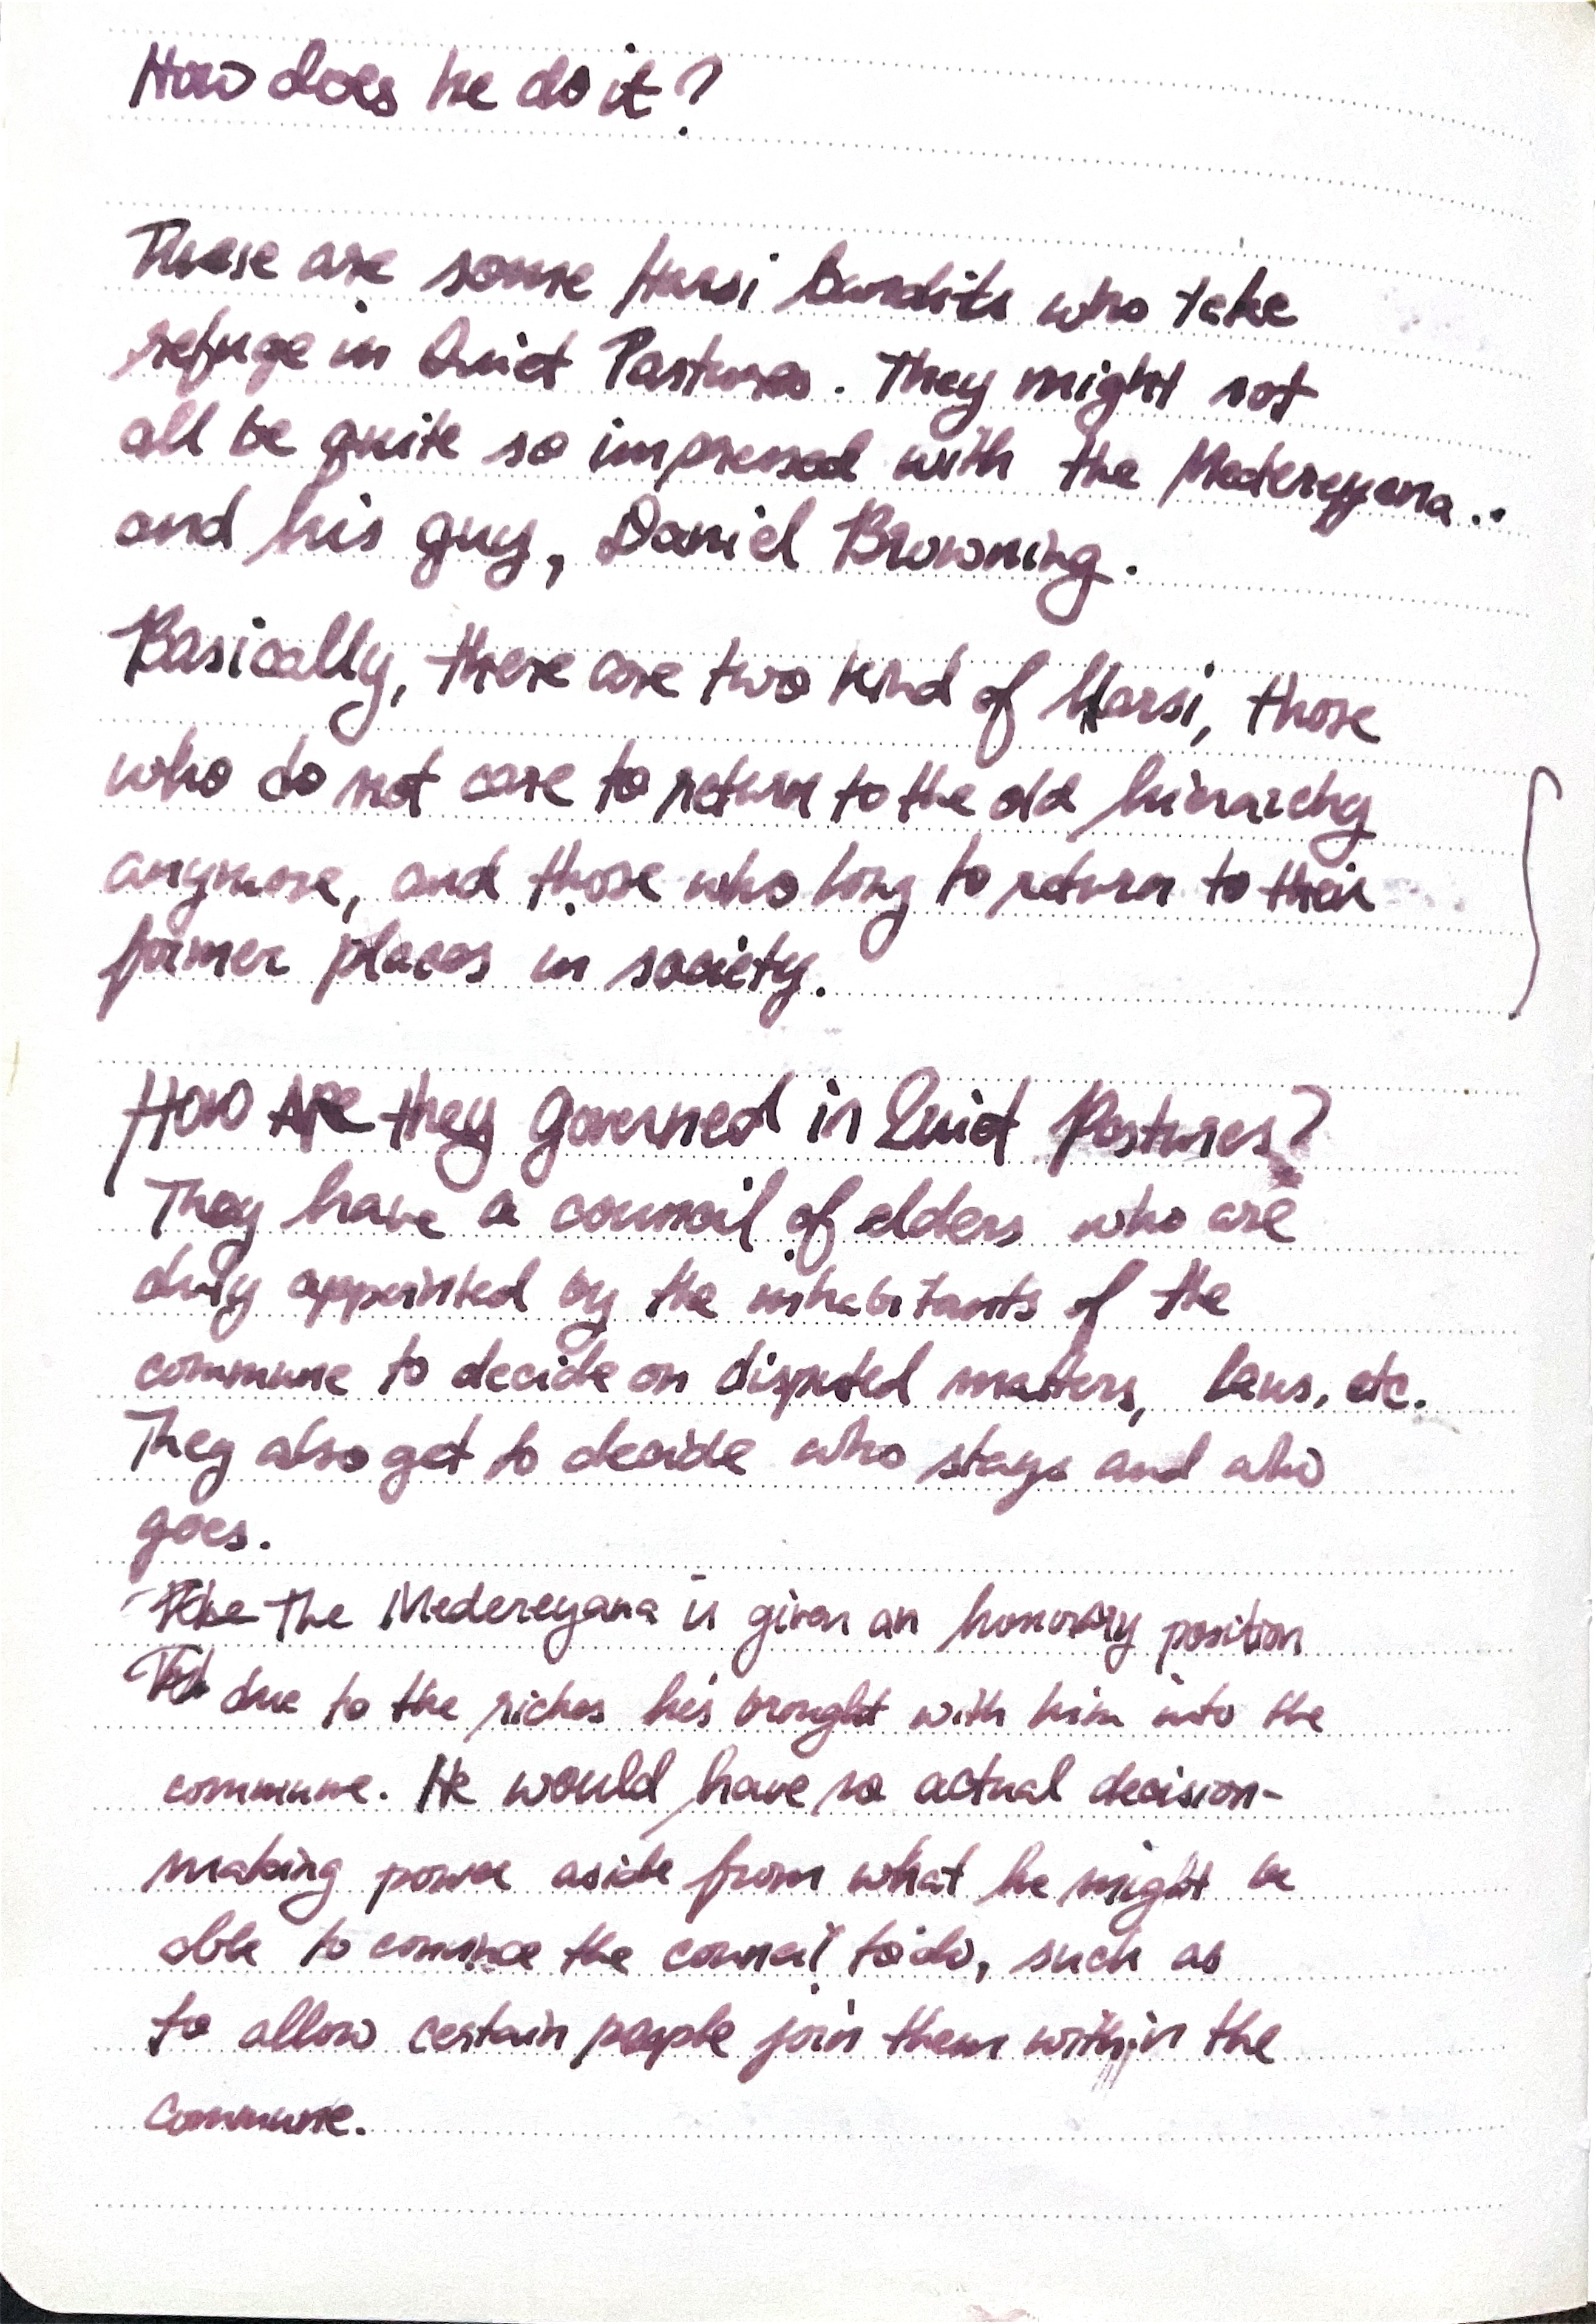 How does he do it?
These are some Harsi bandits who take
refuge in Quiet Pastures. They might not
all be quite so impressed with the Medereyana..
and his guy, Daniel Browning.
Basically, there are two kind of Harsi, those
who do not care to return to the old hierarchy
anymore, and those who long to return to their
former places in society.
How ARE they governed in Quiet Pastures?
They have a council of elders who are
duly appointed by the inhabitants of the
commune to decide on disputed matters, laws, etc.
They also get to decide who stays and who
goes.
The Medereyana is given an honorary position
due to the riches he's brought with him into the
commune. He would have no actual decision-
making power aside from what he might be
able to convince the council to do, such as
to allow certain people join them within the
commune.